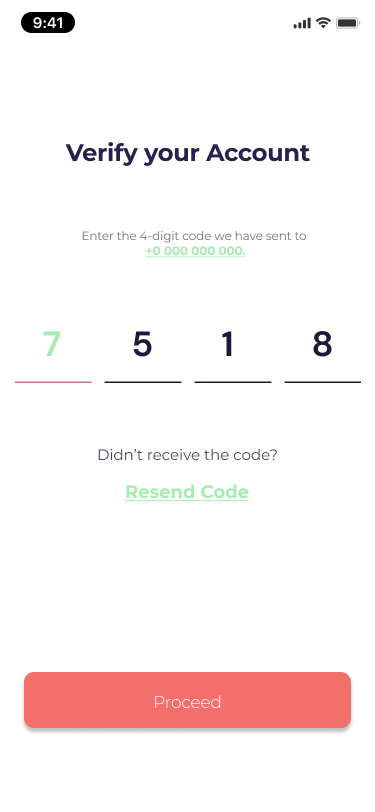 9:41
Verify your Account
Enter the 4-digit code we have sent to
+0 000 000 000.
7 5 1 8
Didn’t receive the code?
Resend Code
Proceed